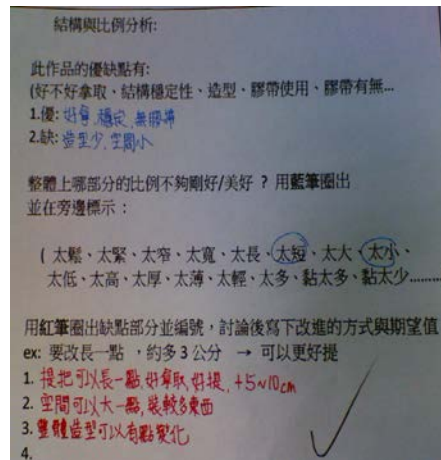 結構與比例分析:
此作品的優缺點有:
(好不好拿取、結構穩定性、造型、膠帶使用、膠帶有無...
1.優: 好拿、穩定、無膠帶
2.缺: 造型少、空間小
整體上哪部分的比例不夠剛好/美好 ? 用藍筆圈出
並在旁邊標示：
( 太鬆、太緊、太窄、太寬、太長、太短、太大、太小、
太低、太高、太厚、太薄、太輕、太多、黏太多、黏太少.........
用紅筆圈出缺點部分並編號，討論後寫下改進的方式與期望值
ex: 要改長一點 ，約多 3 公分 → 可以更好提
1. 提把可以長一點, 好拿取, 好提, +5~10cm
2. 空間可以大一點, 裝較多東西
3. 整體造型可以有點變化
4.